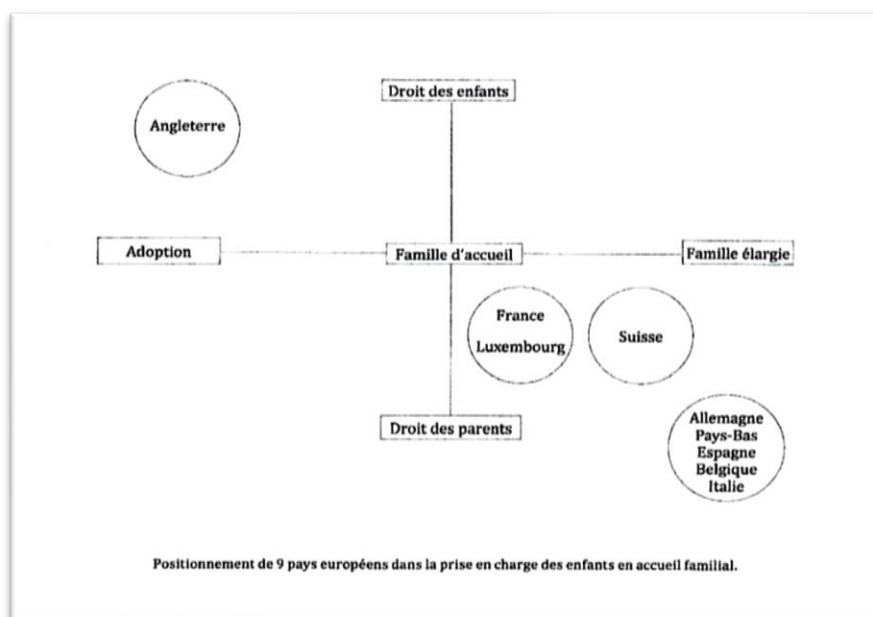 Droit des enfants
Angleterre
Adoption
Famille d'accueil
Famille élargie
France
Luxembourg
Suisse
Droit des parents
Allemagne
Pays-Bas
Espagne
Belgique
Italie
Positionnement de 9 pays européens dans la prise en charge des enfants en accueil familial.